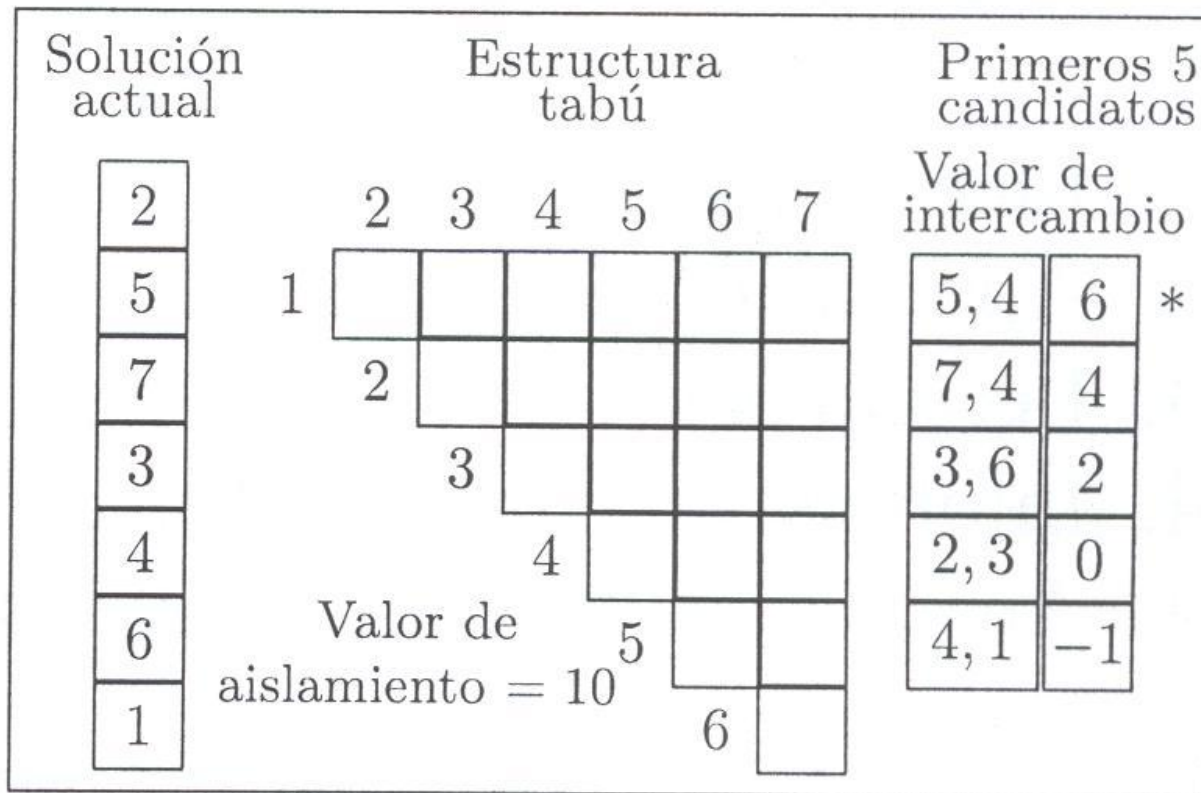 Solución
actual
Estructura
tabú
Primeros 5
candidatos
Valor de
intercambio
2
5
7
3
4
6
1
2 3 4 5 6 7
1
2
3
4
5
6
Valor de
aislamiento = 10
5, 4 6 *
7, 4 4
3, 6 2
2, 3 0
4, 1 −1